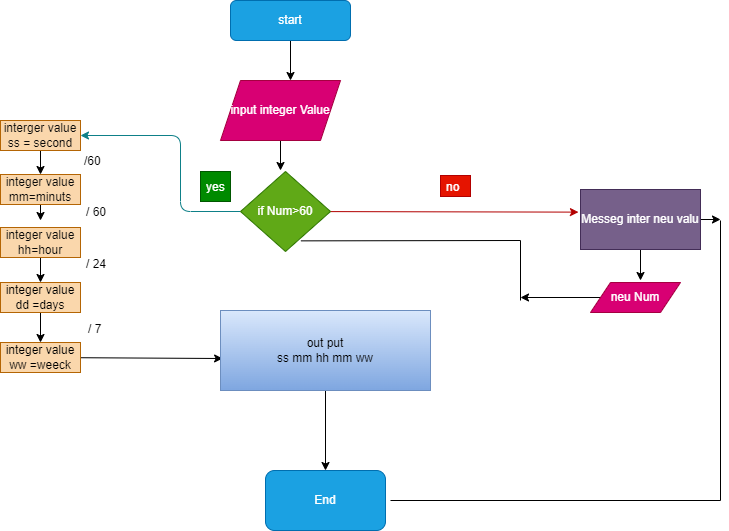 start
input integer Value
interger value
ss = second
/60
integer value
mm=minuts
/ 60
integer value
hh=hour
/ 24
integer value
dd =days
/ 7
integer value
ww =weeck
yes
if Num>60
no
Messeg inter neu valu
neu Num
out put
ss mm hh mm ww
End